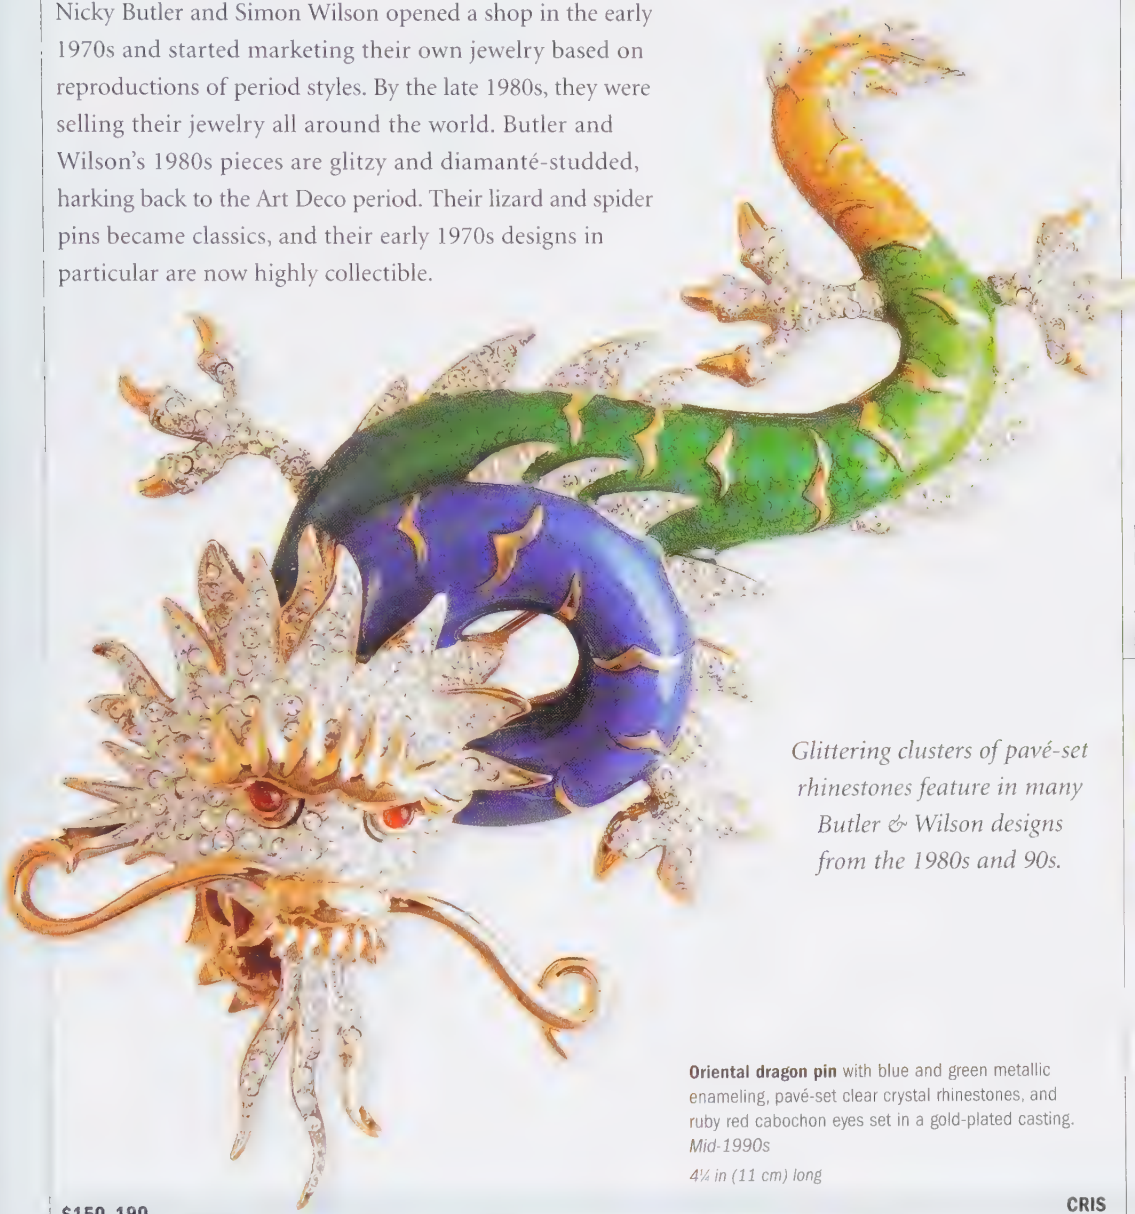 Nicky Butler and Simon Wilson opened a shop in the early
1970s and started marketing their own jewelry based on
reproductions of period styles. By the late 1980s, they were
selling their jewelry all around the world. Butler and
Wilson's 1980s pieces are glitzy and diamanté-studded,
harking back to the Art Deco period. Their lizard and spider
pins became classics, and their early 1970s designs in
particular are now highly collectible.
Glittering clusters of pavé-set
rhinestones feature in many
Butler & Wilson designs
from the 1980s and 90s.
Oriental dragon pin with blue and green metallic
enameling, pavé-set clear crystal rhinestones, and
ruby red cabochon eyes set in a gold-plated casting.
Mid-1990s
4¼ in (11 cm) long
$150–190
CRIS